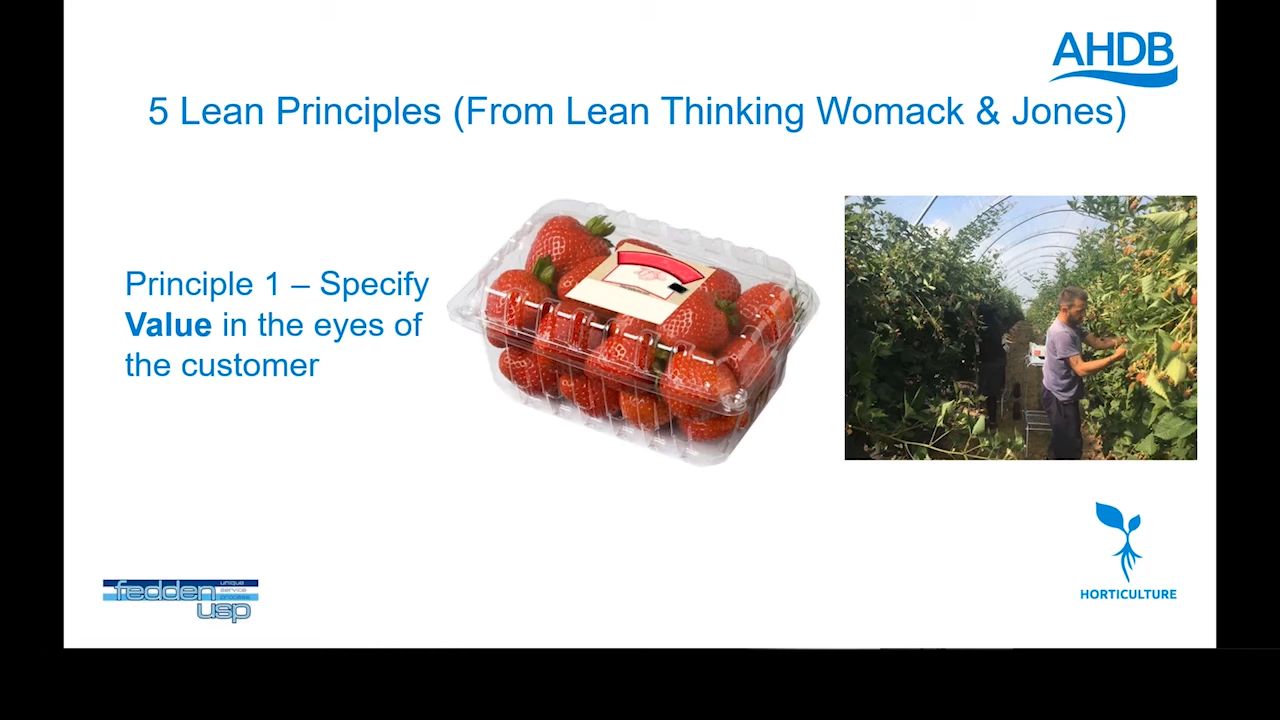 AHDB
5 Lean Principles (From Lean Thinking Womack & Jones)
Principle 1 – Specify
Value in the eyes of
the customer
fedden
unique
service
process
usp
HORTICULTURE